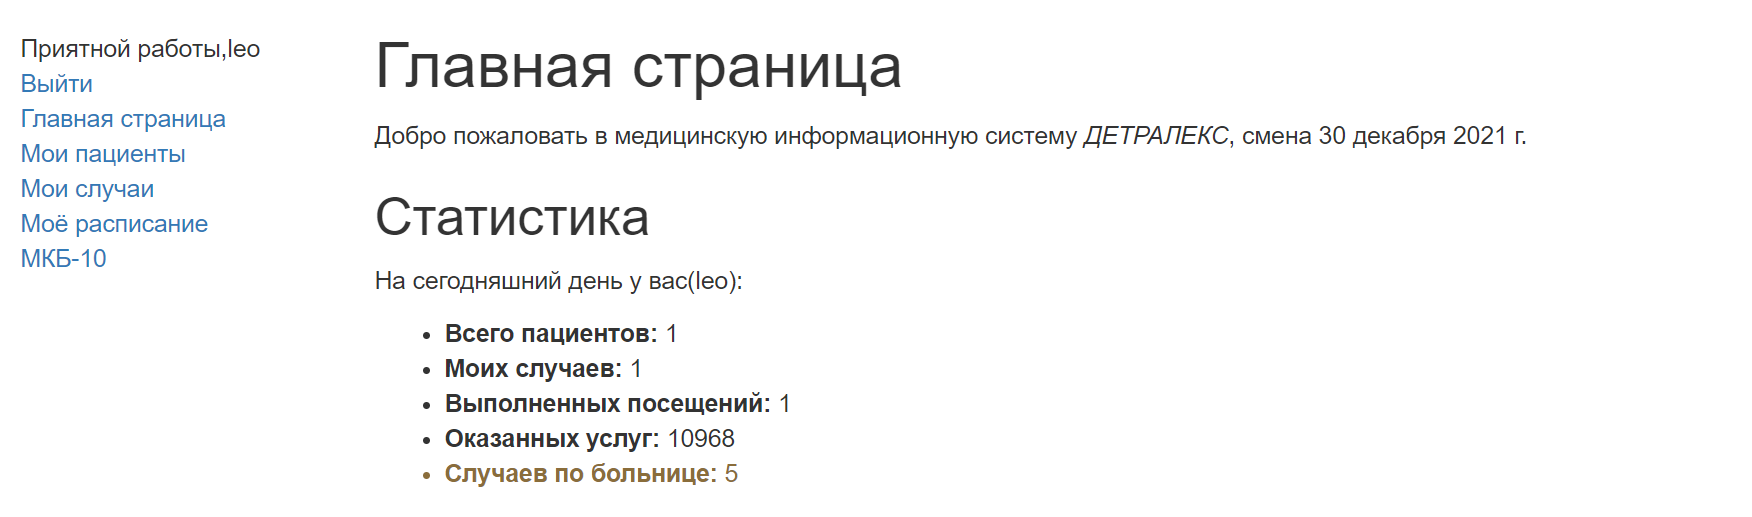 Приятной работы,leo
Выйти
Главная страница
Мои пациенты
Мои случаи
Моё расписание
МКБ-10
Главная страница
Добро пожаловать в медицинскую информационную систему ДЕТРАЛЕКС, смена 30 декабря 2021 г.
Статистика
На сегодняшний день у вас(leo):
Всего пациентов: 1
Моих случаев: 1
Выполненных посещений: 1
Оказанных услуг: 10968
Случаев по больнице: 5